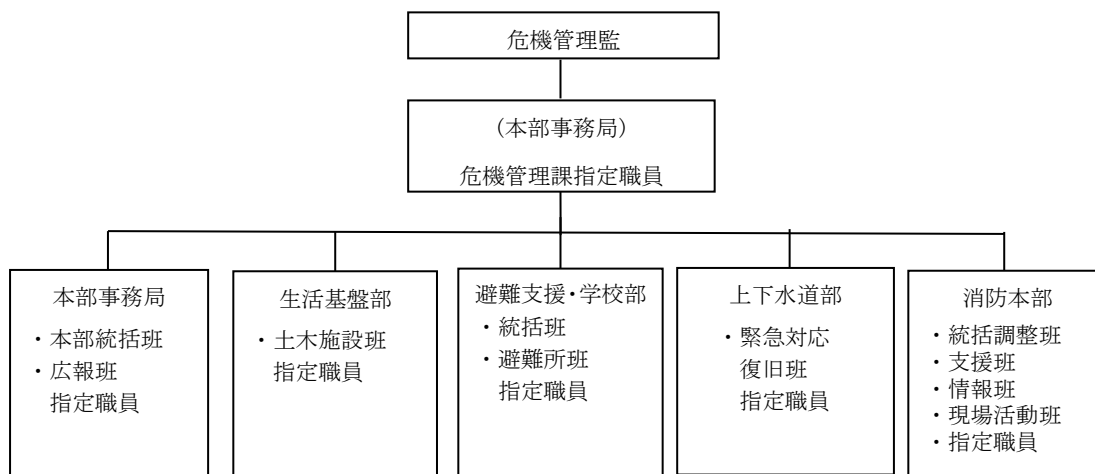 危機管理監
（本部事務局）
危機管理課指定職員
本部事務局
・本部統括班
・広報班
指定職員
生活基盤部
・土木施設班
指定職員
避難支援・学校部
・統括班
・避難所班
指定職員
上下水道部
・緊急対応
復旧班
指定職員
消防本部
・統括調整班
・支援班
・情報班
・現場活動班
・指定職員